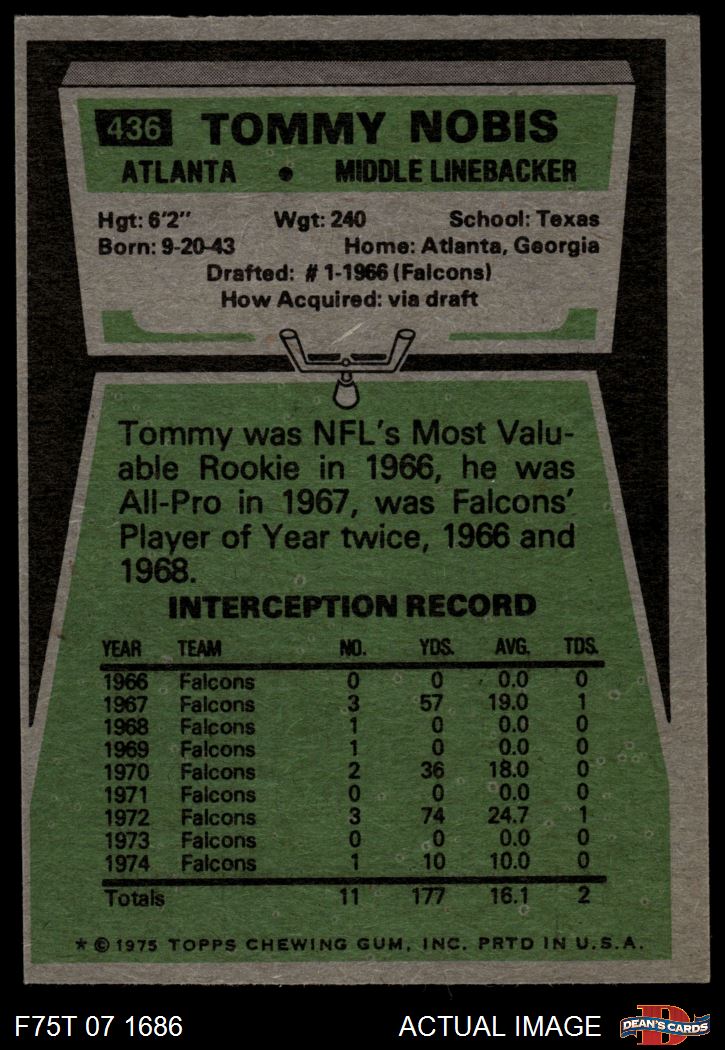 436 TOMMY NOBIS
ATLANTA • MIDDLE LINEBACKER
Hgt: 6'2" Wgt: 240 School: Texas
Born: 9-20-43 Home: Atlanta, Georgia
Drafted: # 1-1966 (Falcons)
How Acquired: via draft
Tommy was NFL's Most Valu-
able Rookie in 1966, he was
All-Pro in 1967, was Falcons'
Player of Year twice, 1966 and
1968.
INTERCEPTION RECORD
YEAR TEAM NO. YDS. AVG. TDS.
1966 Falcons 0 0 0.0 0
1967 Falcons 3 57 19.0 1
1968 Falcons 1 0 0.0 0
1969 Falcons 1 0 0.0 0
1970 Falcons 2 36 18.0 0
1971 Falcons 0 0 0.0 0
1972 Falcons 3 74 24.7 1
1973 Falcons 0 0 0.0 0
1974 Falcons 1 10 10.0 0
Totals 11 177 16.1 2
* © 1975 TOPPS CHEWING GUM, INC. PRTD IN U.S.A.
F75T 07 1686 ACTUAL IMAGE D DEAN'S CARDS